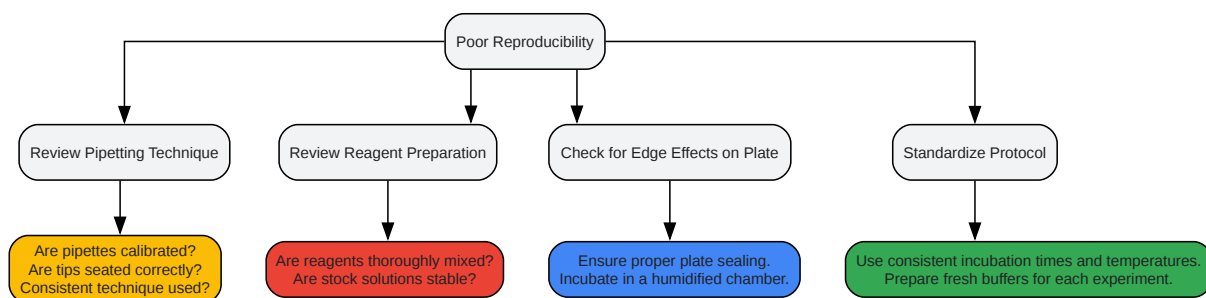 Poor Reproducibility
Review Pipetting Technique
Review Reagent Preparation
Check for Edge Effects on Plate
Standardize Protocol
Are pipettes calibrated?
Are tips seated correctly?
Consistent technique used?
Are reagents thoroughly mixed?
Are stock solutions stable?
Ensure proper plate sealing.
Incubate in a humidified chamber.
Use consistent incubation times and temperatures.
Prepare fresh buffers for each experiment.